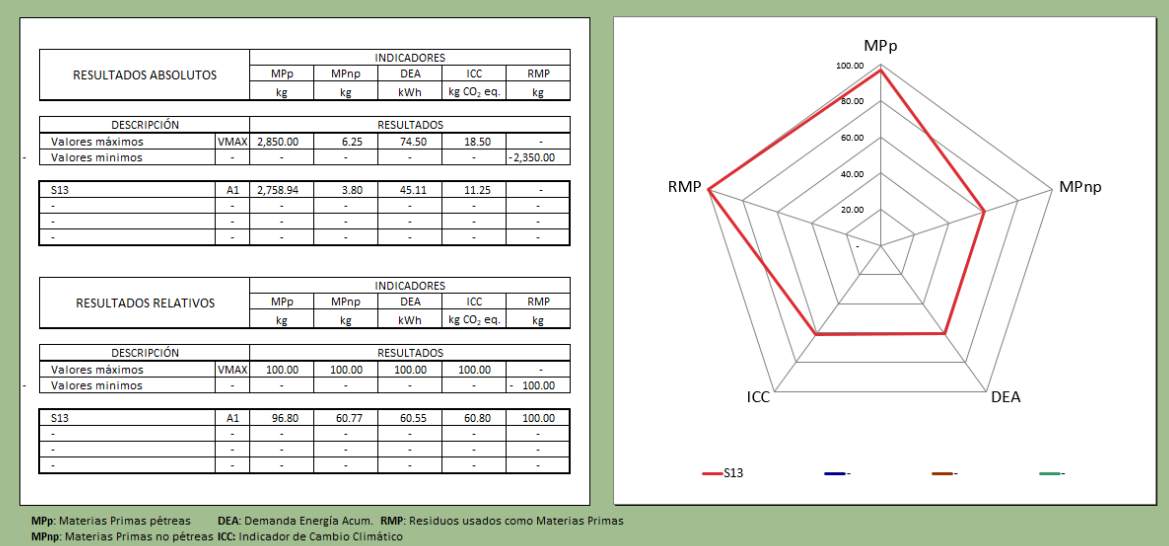 INDICADORES
RESULTADOS ABSOLUTOS MPp MPnp DEA ICC RMP
kg kg kWh kg CO₂ eq. kg
DESCRIPCIÓN RESULTADOS
Valores máximos VMAX 2,850.00 6.25 74.50 18.50 -
- Valores minimos - - - - - -2,350.00
S13 A1 2,758.94 3.80 45.11 11.25 -
- - - - - - -
- - - - - - -
- - - - - - -
INDICADORES
RESULTADOS RELATIVOS MPp MPnp DEA ICC RMP
kg kg kWh kg CO₂ eq. kg
DESCRIPCIÓN RESULTADOS
Valores máximos VMAX 100.00 100.00 100.00 100.00 -
- Valores minimos - - - - - - 100.00
S13 A1 96.80 60.77 60.55 60.80 100.00
- - - - - - -
- - - - - - -
- - - - - - -
MPp
100.00
80.00
60.00
40.00
20.00
-
RMP
MPnp
ICC
DEA
S13 - - -
MPp: Materias Primas pétreas DEA: Demanda Energía Acum. RMP: Residuos usados como Materias Primas
MPnp: Materias Primas no pétreas ICC: Indicador de Cambio Climático